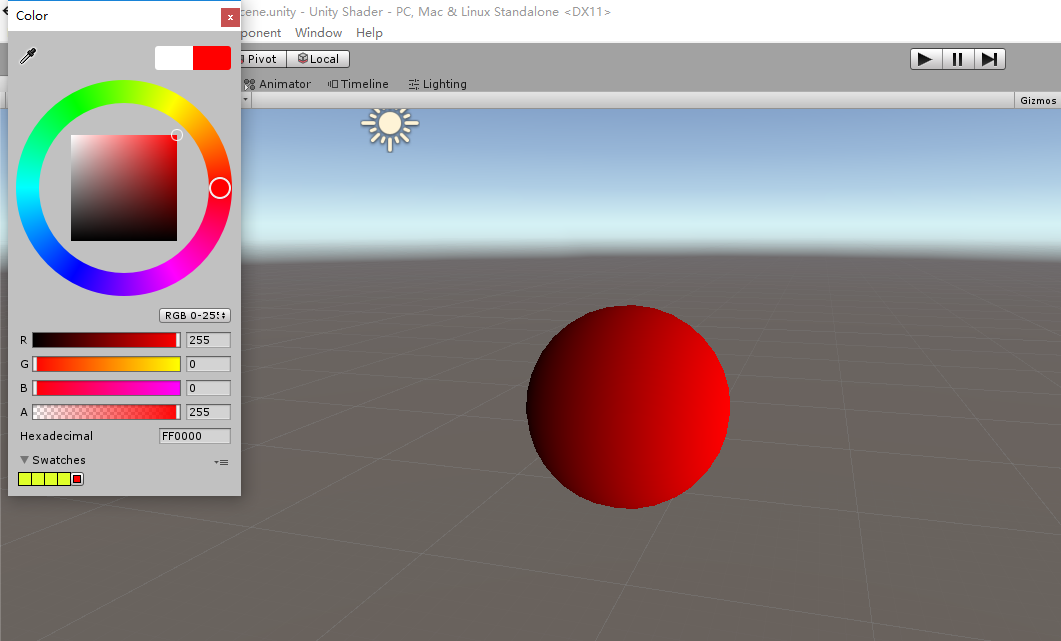 Color
x
cene.unity - Unity Shader - PC, Mac & Linux Standalone <DX11>
ponent Window Help
Pivot Local
Animator Timeline Lighting
Gizmos
RGB 0-255
R 255
G 0
B 0
A 255
Hexadecimal FF0000
Swatches